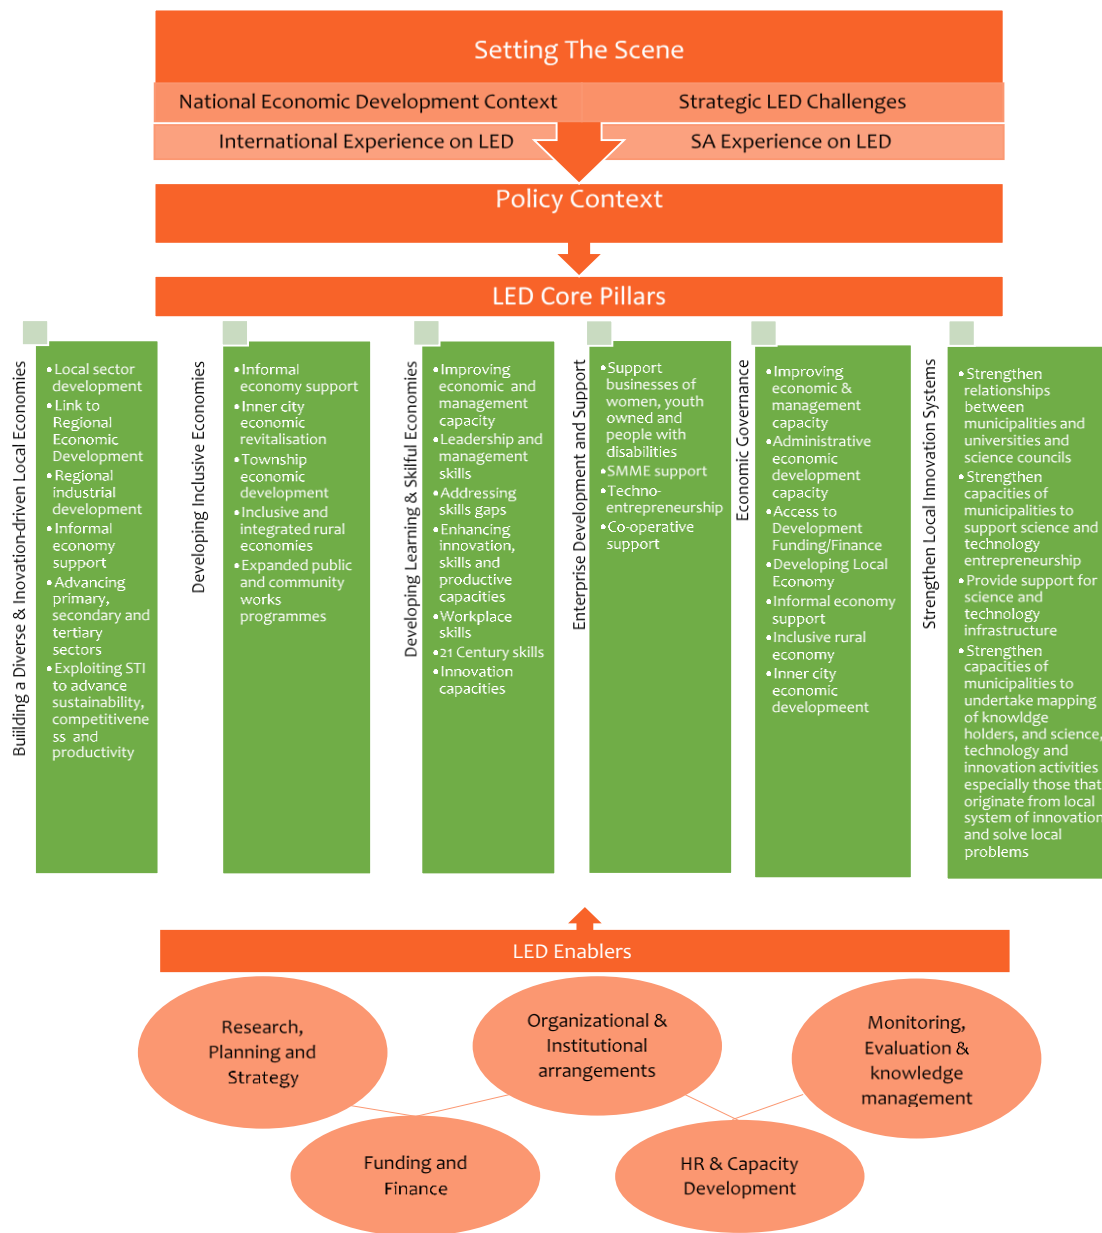 Setting The Scene
National Economic Development Context
Strategic LED Challenges
International Experience on LED
SA Experience on LED
Policy Context
LED Core Pillars
Buiilding a Diverse & Inovation-driven Local Economies
•Local sector
development
•Link to
Regional
Economic
Development
•Regional
industrial
development
•Informal
economy
support
•Advancing
primary,
secondary and
tertiary
sectors
•Exploiting STI
to advance
sustainability,
competitivene
ss and
productivity
Developing Inclusive Economies
•Informal
economy support
•Inner city
economic
revitalisation
•Township
economic
development
•Inclusive and
integrated rural
economies
•Expanded public
and community
works
programmes
Developing Learning & Skilful Economies
•Improving
economic and
management
capacity
•Leadership and
management
skills
•Addressing
skills gaps
•Enhancing
innovation,
skills and
productive
capacities
•Workplace
skills
•21 Century skills
•Innovation
capacities
Enterprise Development and Support
•Support
businesses of
women, youth
owned and
people with
disabilities
•SMME support
•Techno-
entrepreneurship
•Co-operative
support
Economic Governance
•Improving
economic &
management
capacity
•Administrative
economic
development
capacity
•Access to
Development
Funding/Finance
•Developing Local
Economy
•Informal economy
support
•Inclusive rural
economy
•Inner city
economic
developmeent
Strengthen Local Innovation Systems
•Strengthen
relationships
between
municipalities and
universities and
science councils
•Strengthen
capacities of
municipalities to
support science and
technology
entrepreneurship
•Provide support for
science and
technology
infrastructure
•Strengthen
capacities of
municipalities to
undertake mapping
of knowldge
holders, and science,
technology and
innovation activities
especially those that
originate from local
system of innovation
and solve local
problems
LED Enablers
Research,
Planning and
Strategy
Organizational &
Institutional
arrangements
Monitoring,
Evaluation &
knowledge
management
Funding and
Finance
HR & Capacity
Development